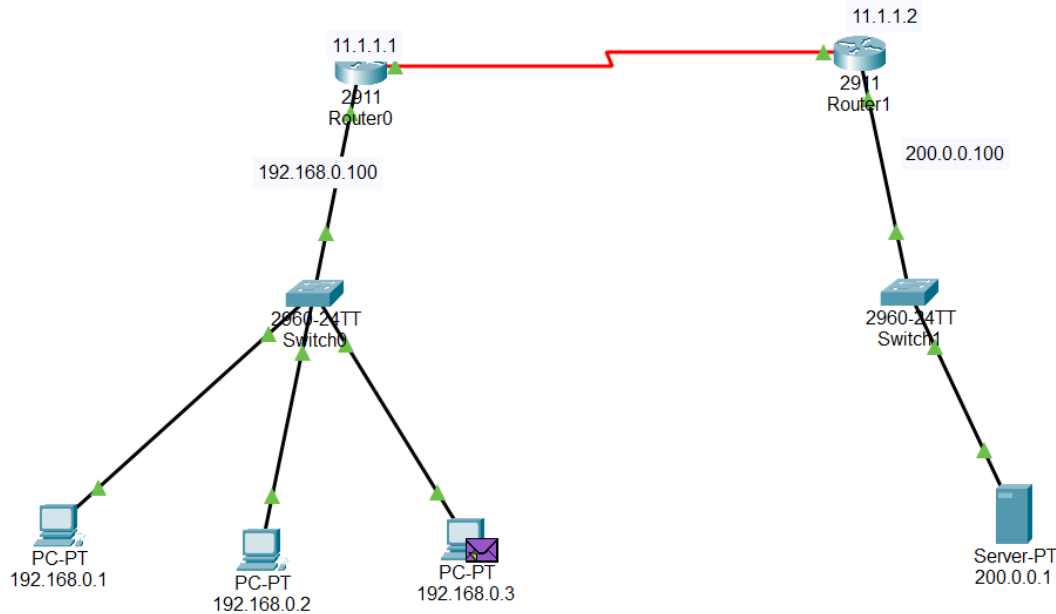 11.1.1.2
11.1.1.1
2911
Router0
2911
Router1
192.168.0.100
200.0.0.100
2960-24TT
Switch0
2960-24TT
Switch1
PC-PT
192.168.0.1
PC-PT
192.168.0.2
PC-PT
192.168.0.3
Server-PT
200.0.0.1